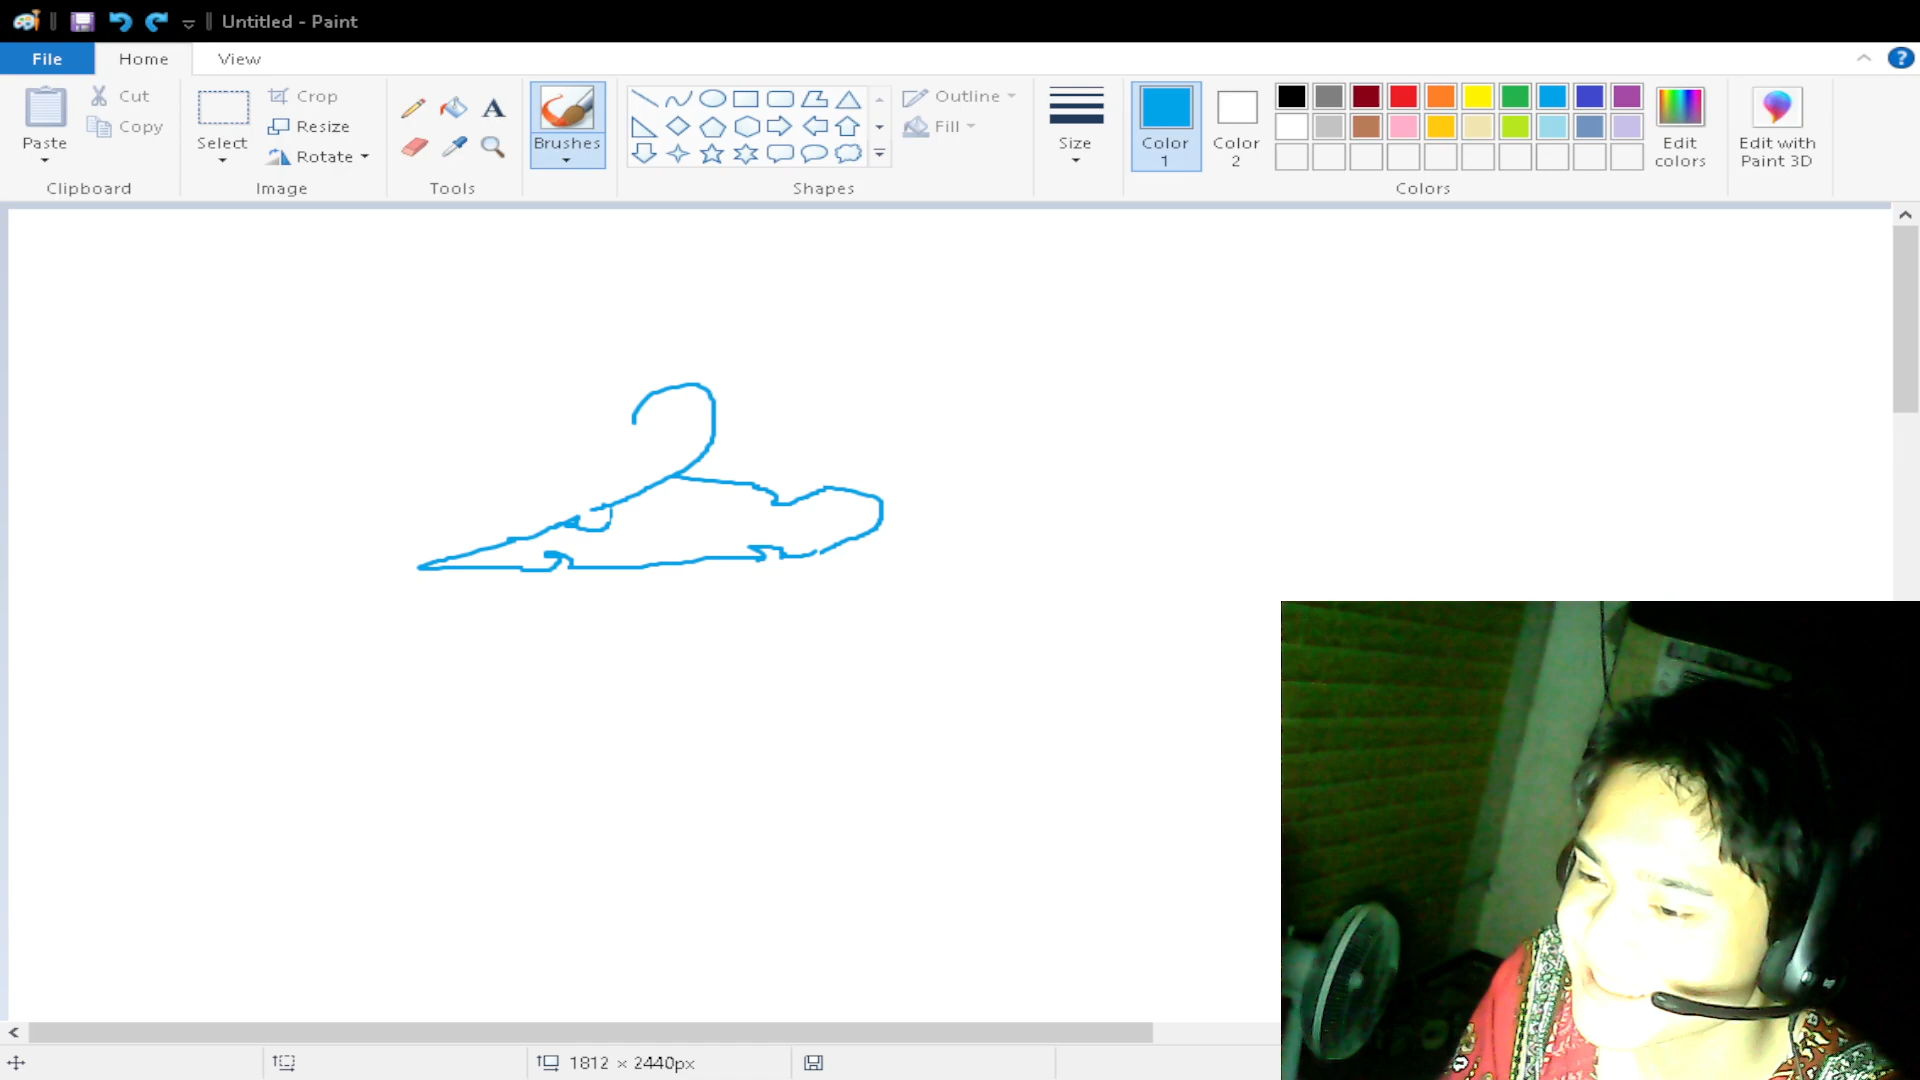 Untitled - Paint
File Home View
Paste
Cut
Copy
Clipboard
Select
Crop
Resize
Rotate
Image
Tools
Brushes
Shapes
Outline
Fill
Size
Color 1
Color 2
Colors
Edit colors
Edit with Paint 3D
1812 × 2440px